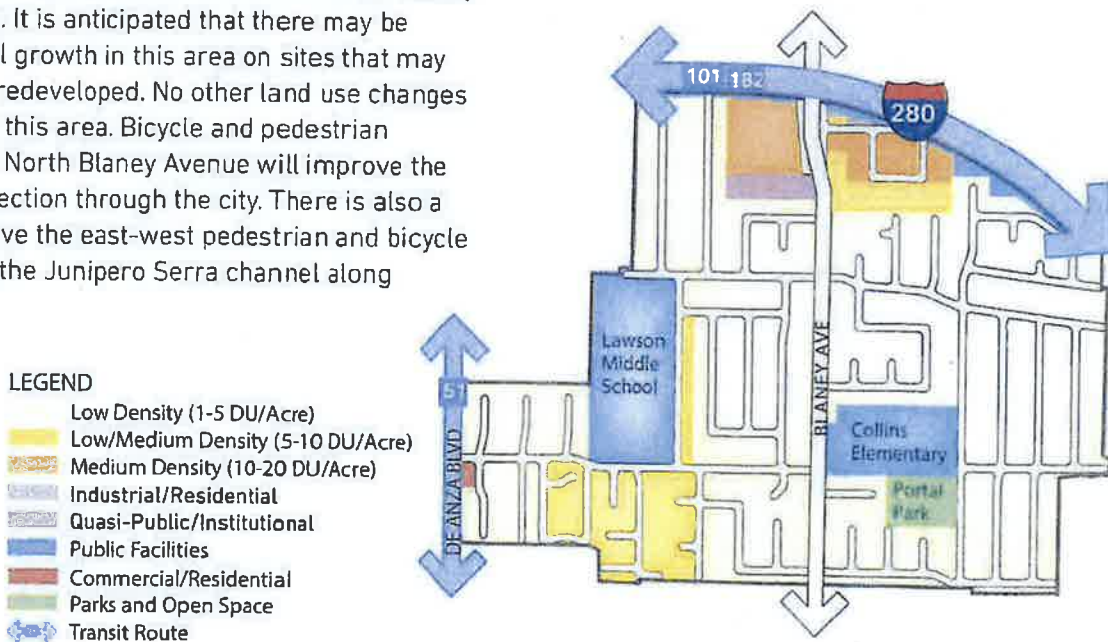 . It is anticipated that there may be
l growth in this area on sites that may
redeveloped. No other land use changes
this area. Bicycle and pedestrian
North Blaney Avenue will improve the
ection through the city. There is also a
ve the east-west pedestrian and bicycle
the Junipero Serra channel along
LEGEND
Low Density (1-5 DU/Acre)
Low/Medium Density (5-10 DU/Acre)
Medium Density (10-20 DU/Acre)
Industrial/Residential
Quasi-Public/Institutional
Public Facilities
Commercial/Residential
Parks and Open Space
Transit Route
101 182
280
Lawson
Middle
School
BLANEY AVE
Collins
Elementary
Portal
Park
DE ANZA BLVD